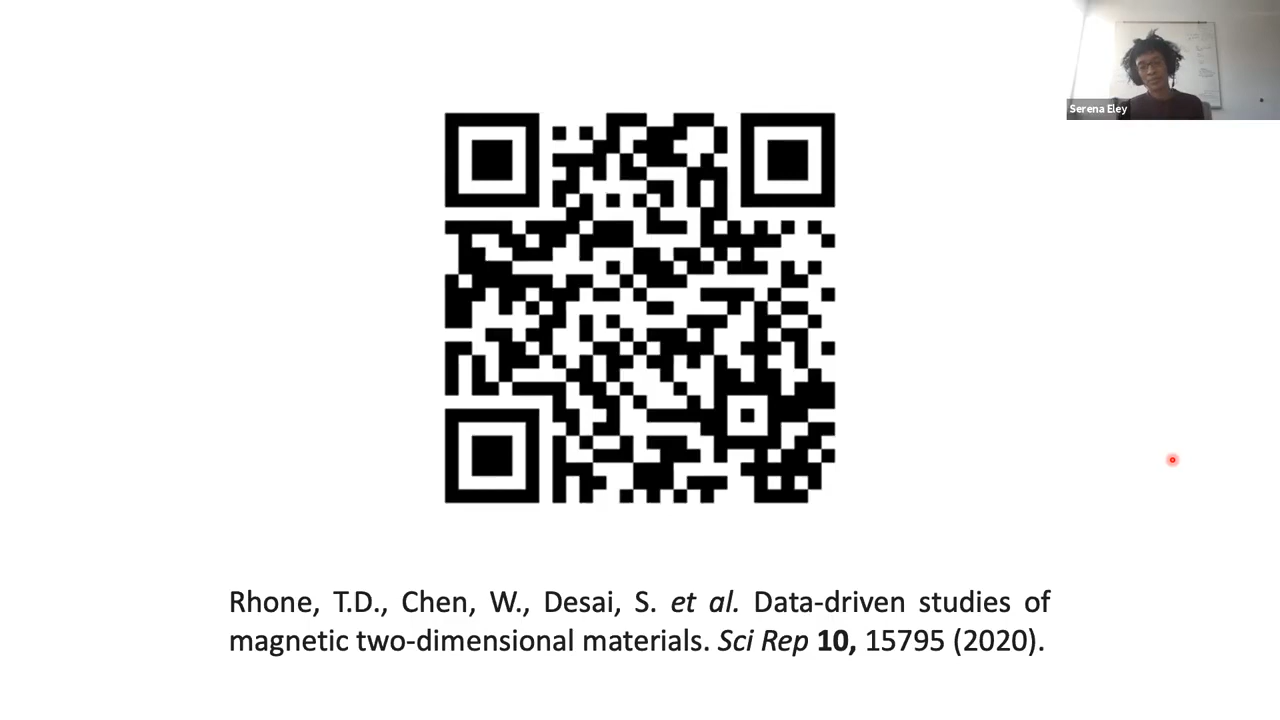 Serena Eley
Rhone, T.D., Chen, W., Desai, S. et al. Data-driven studies of
magnetic two-dimensional materials. Sci Rep 10, 15795 (2020).